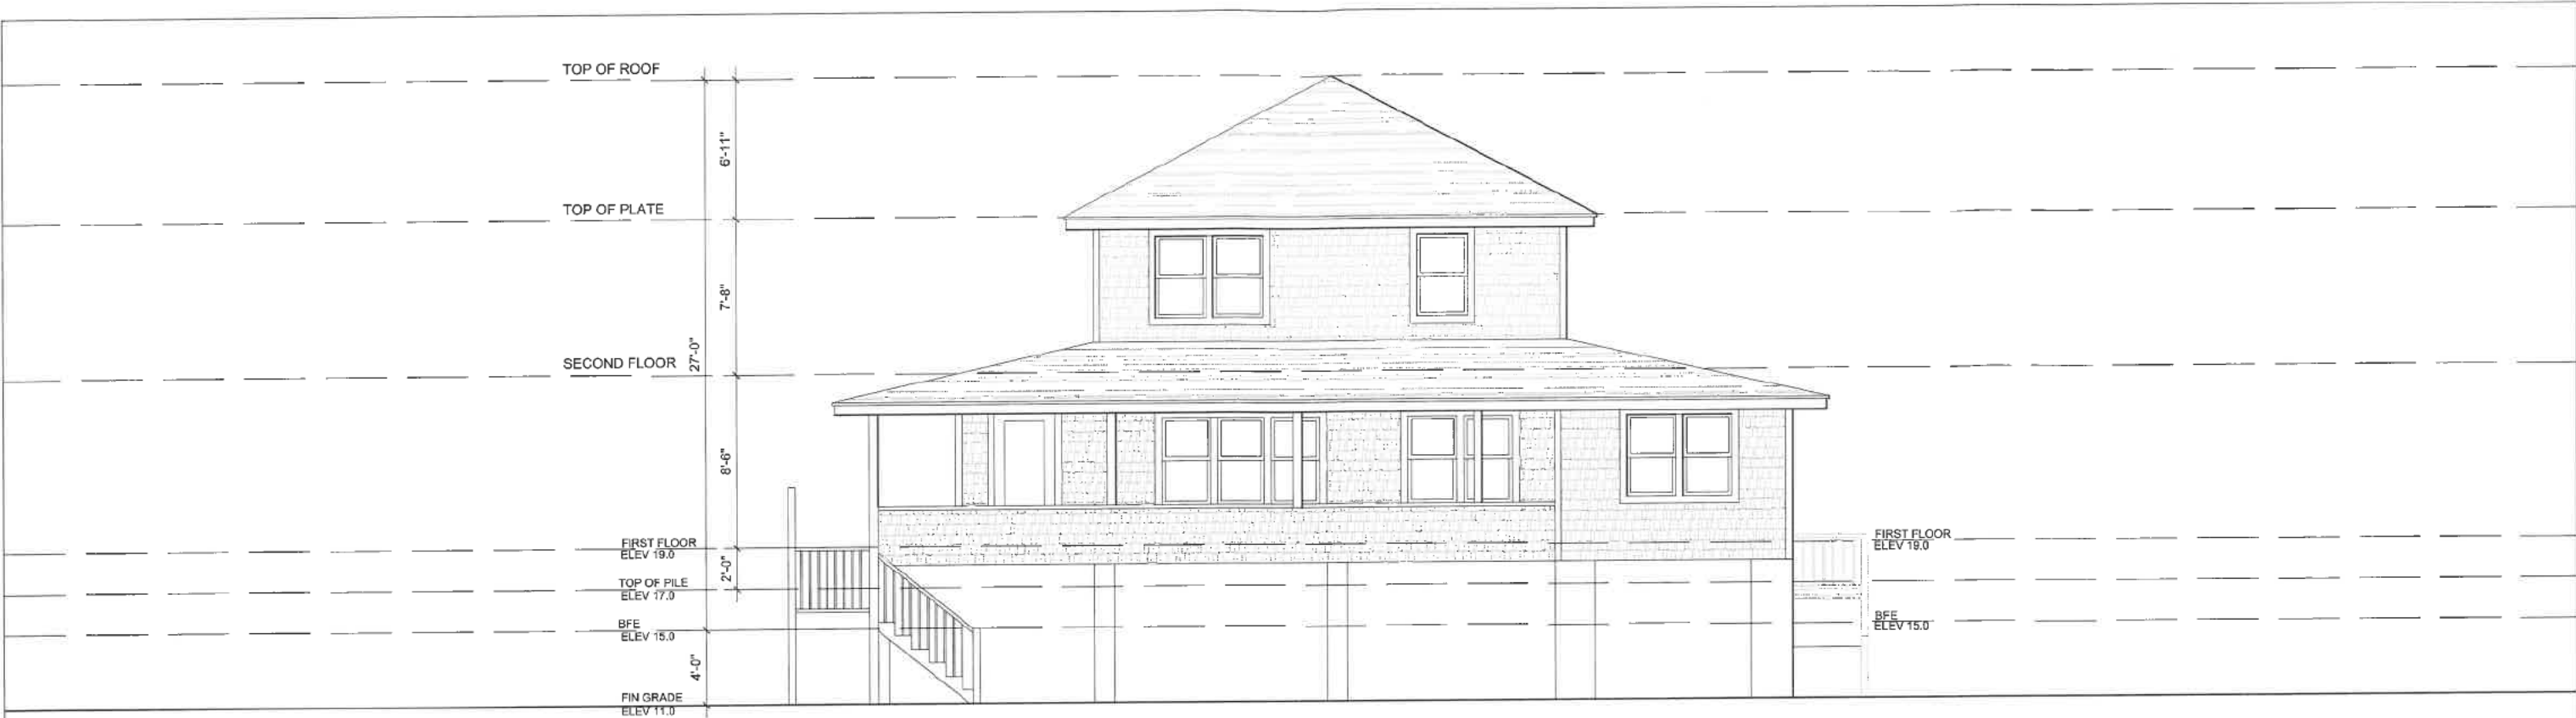 TOP OF ROOF
6'-11"
TOP OF PLATE
7'-8"
27'-0"
SECOND FLOOR
8'-6"
FIRST FLOOR
ELEV 19.0
2'-0"
TOP OF PILE
ELEV 17.0
BFE
ELEV 15.0
4'-0"
FIN GRADE
ELEV 11.0
FIRST FLOOR
ELEV 19.0
BFE
ELEV 15.0